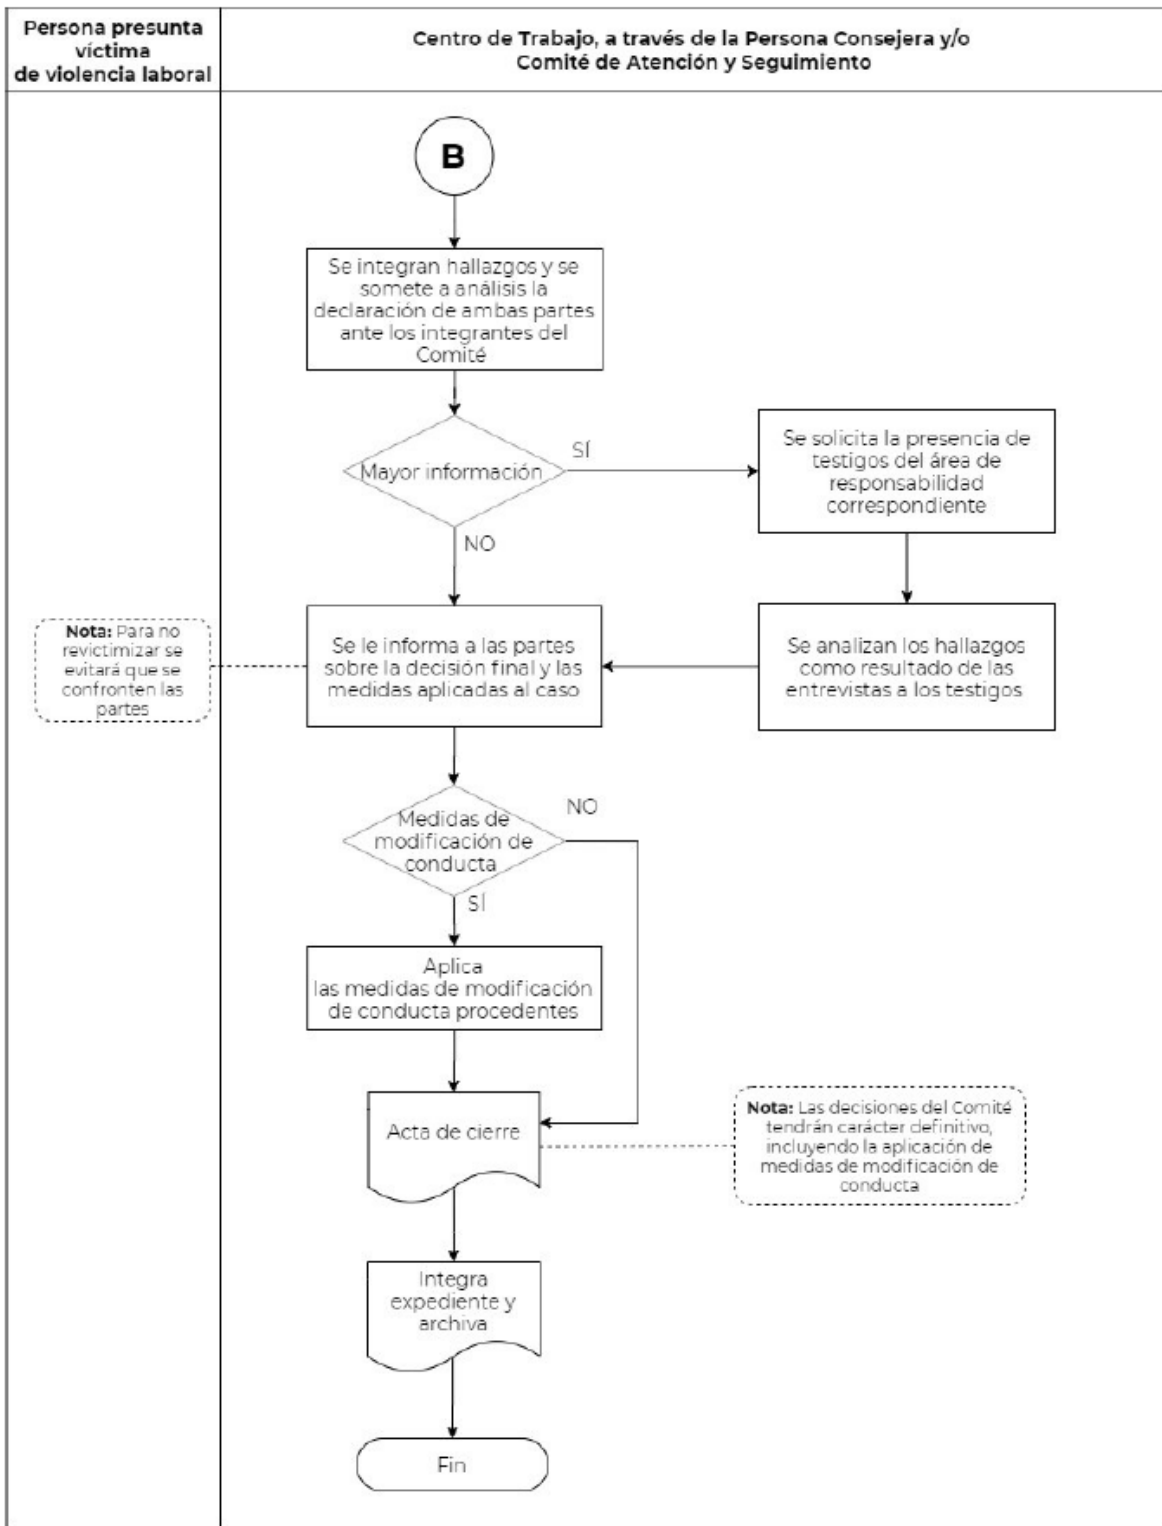 Persona presunta
víctima
de violencia laboral
Centro de Trabajo, a través de la Persona Consejera y/o
Comité de Atención y Seguimiento
B
Se integran hallazgos y se
somete a análisis la
declaración de ambas partes
ante los integrantes del
Comité
Mayor información
SÍ
Se solicita la presencia de
testigos del área de
responsabilidad
correspondiente
NO
Nota: Para no
revictimizar se
evitará que se
confronten las
partes
Se le informa a las partes
sobre la decisión final y las
medidas aplicadas al caso
Se analizan los hallazgos
como resultado de las
entrevistas a los testigos
Medidas de
modificación de
conducta
NO
SÍ
Aplica
las medidas de modificación
de conducta procedentes
Acta de cierre
Nota: Las decisiones del Comité
tendrán carácter definitivo,
incluyendo la aplicación de
medidas de modificación de
conducta
Integra
expediente y
archiva
Fin